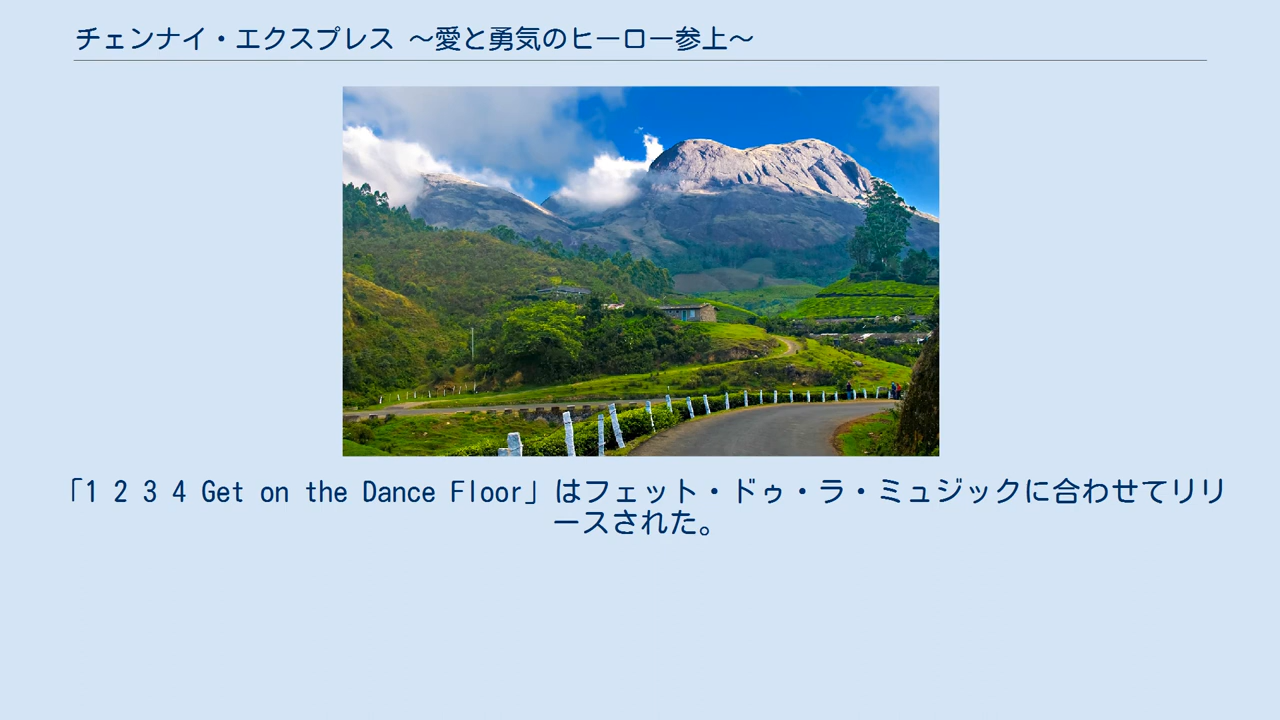 チェンナイ・エクスプレス ～愛と勇気のヒーロー参上～
「1 2 3 4 Get on the Dance Floor」はフェット・ドゥ・ラ・ミュジックに合わせてリリ
ースされた。